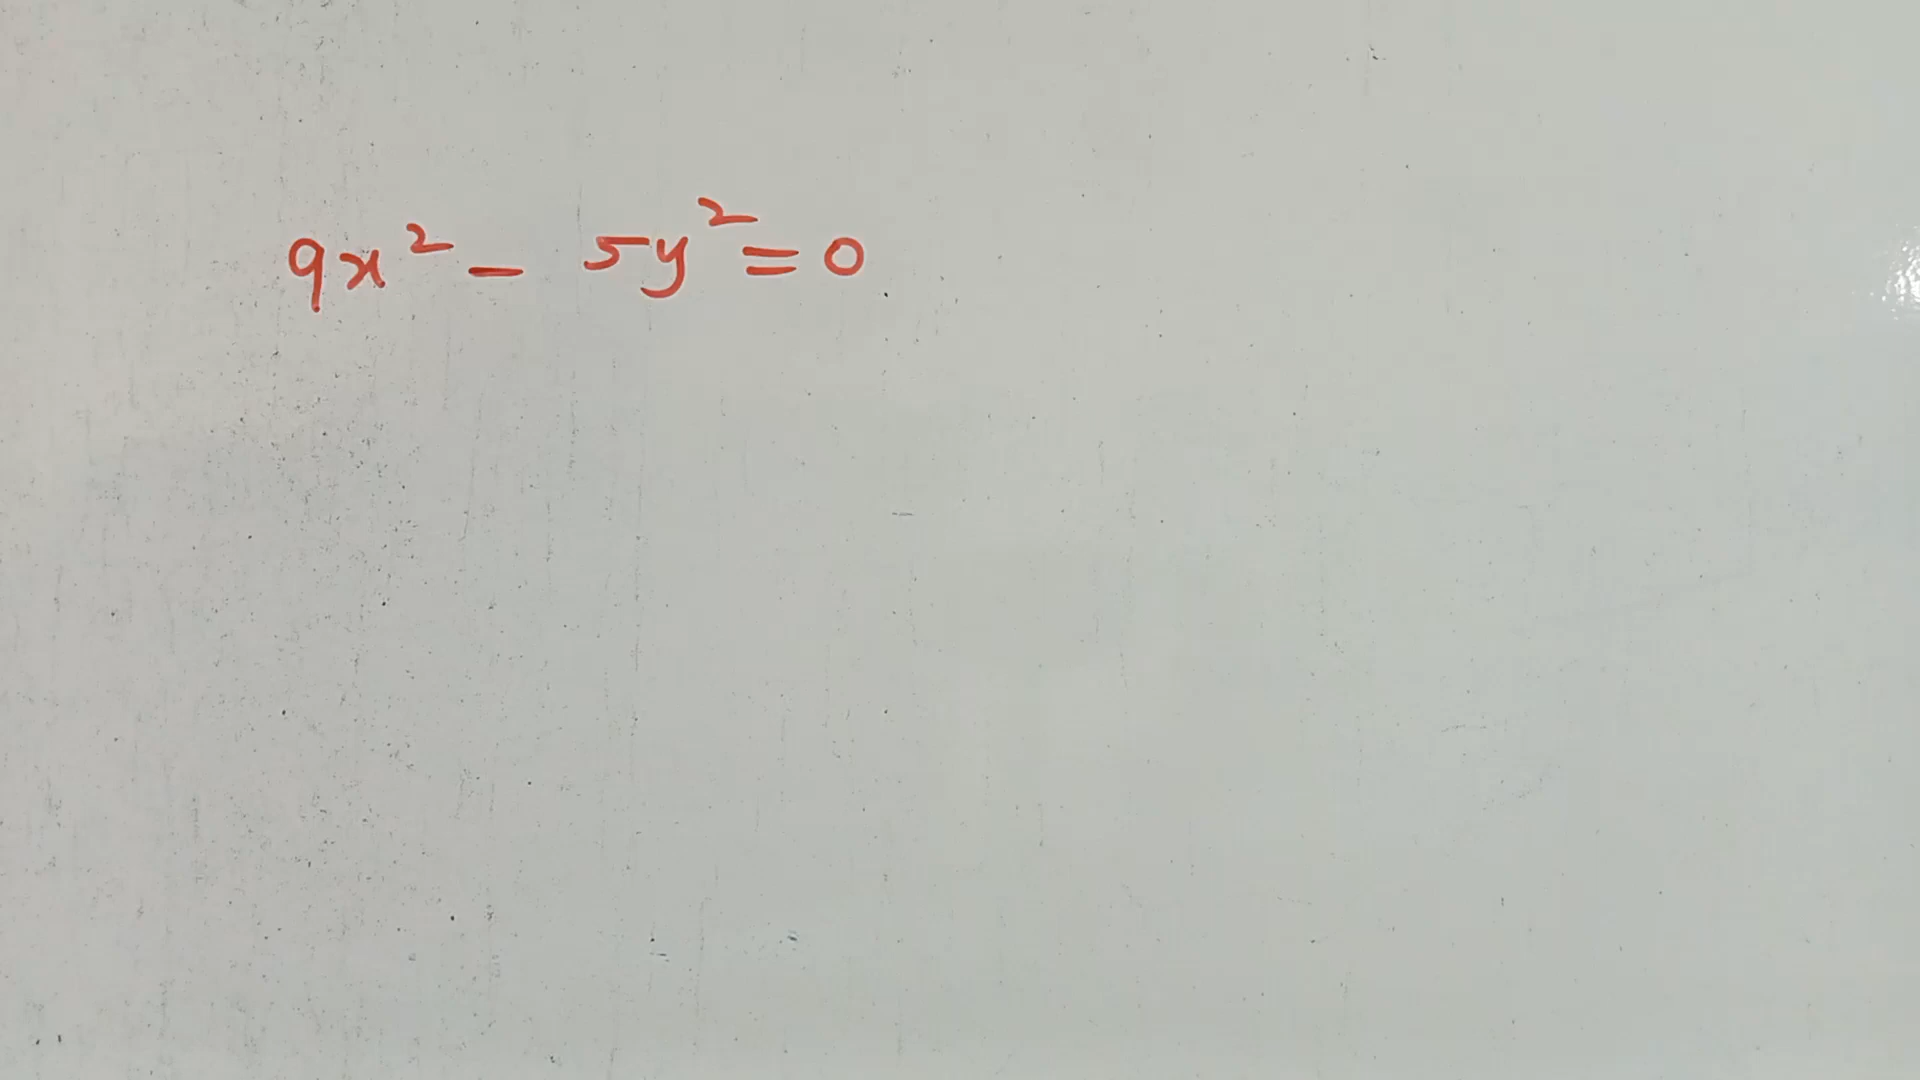 9x² - 5y² = 0